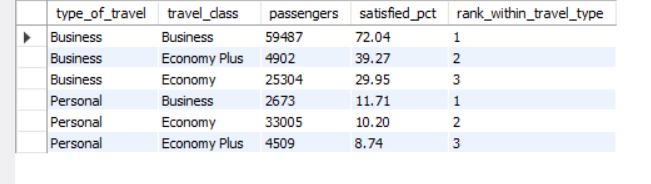 type_of_travel travel_class passengers satisfied_pct rank_within_travel_type
Business Business 59487 72.04 1
Business Economy Plus 4902 39.27 2
Business Economy 25304 29.95 3
Personal Business 2673 11.71 1
Personal Economy 33005 10.20 2
Personal Economy Plus 4509 8.74 3